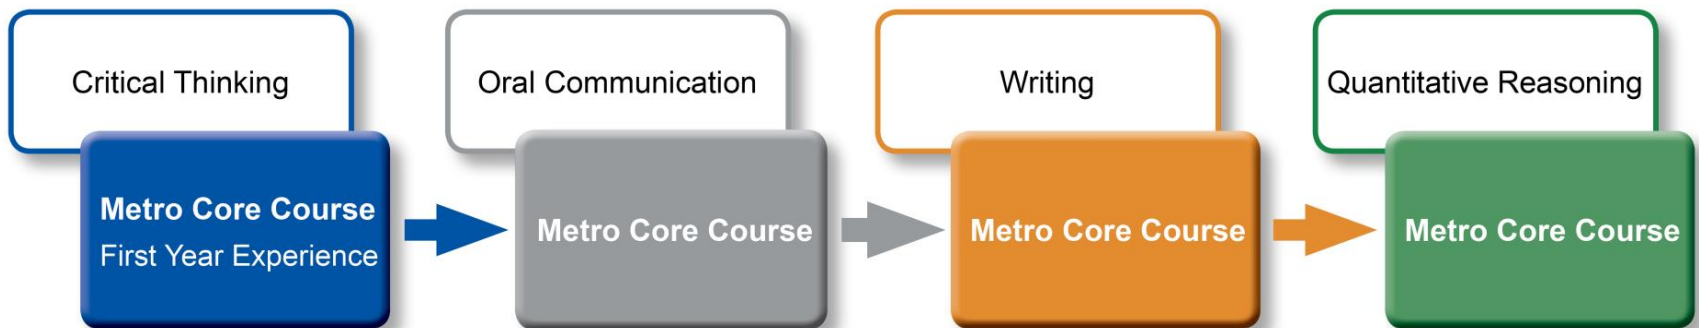 Critical Thinking
Metro Core Course
First Year Experience
Oral Communication
Metro Core Course
Writing
Metro Core Course
Quantitative Reasoning
Metro Core Course